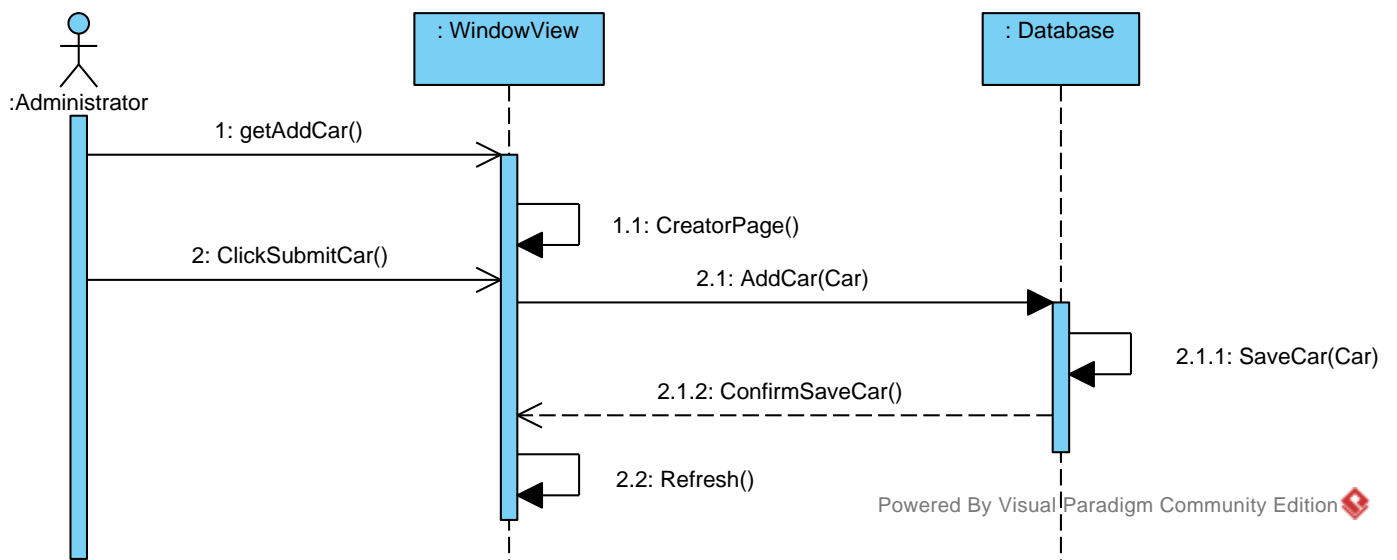 : WindowView
: Database
:Administrator
1: getAddCar()
1.1: CreatorPage()
2: ClickSubmitCar()
2.1: AddCar(Car)
2.1.1: SaveCar(Car)
2.1.2: ConfirmSaveCar()
2.2: Refresh()
Powered By Visual Paradigm Community Edition